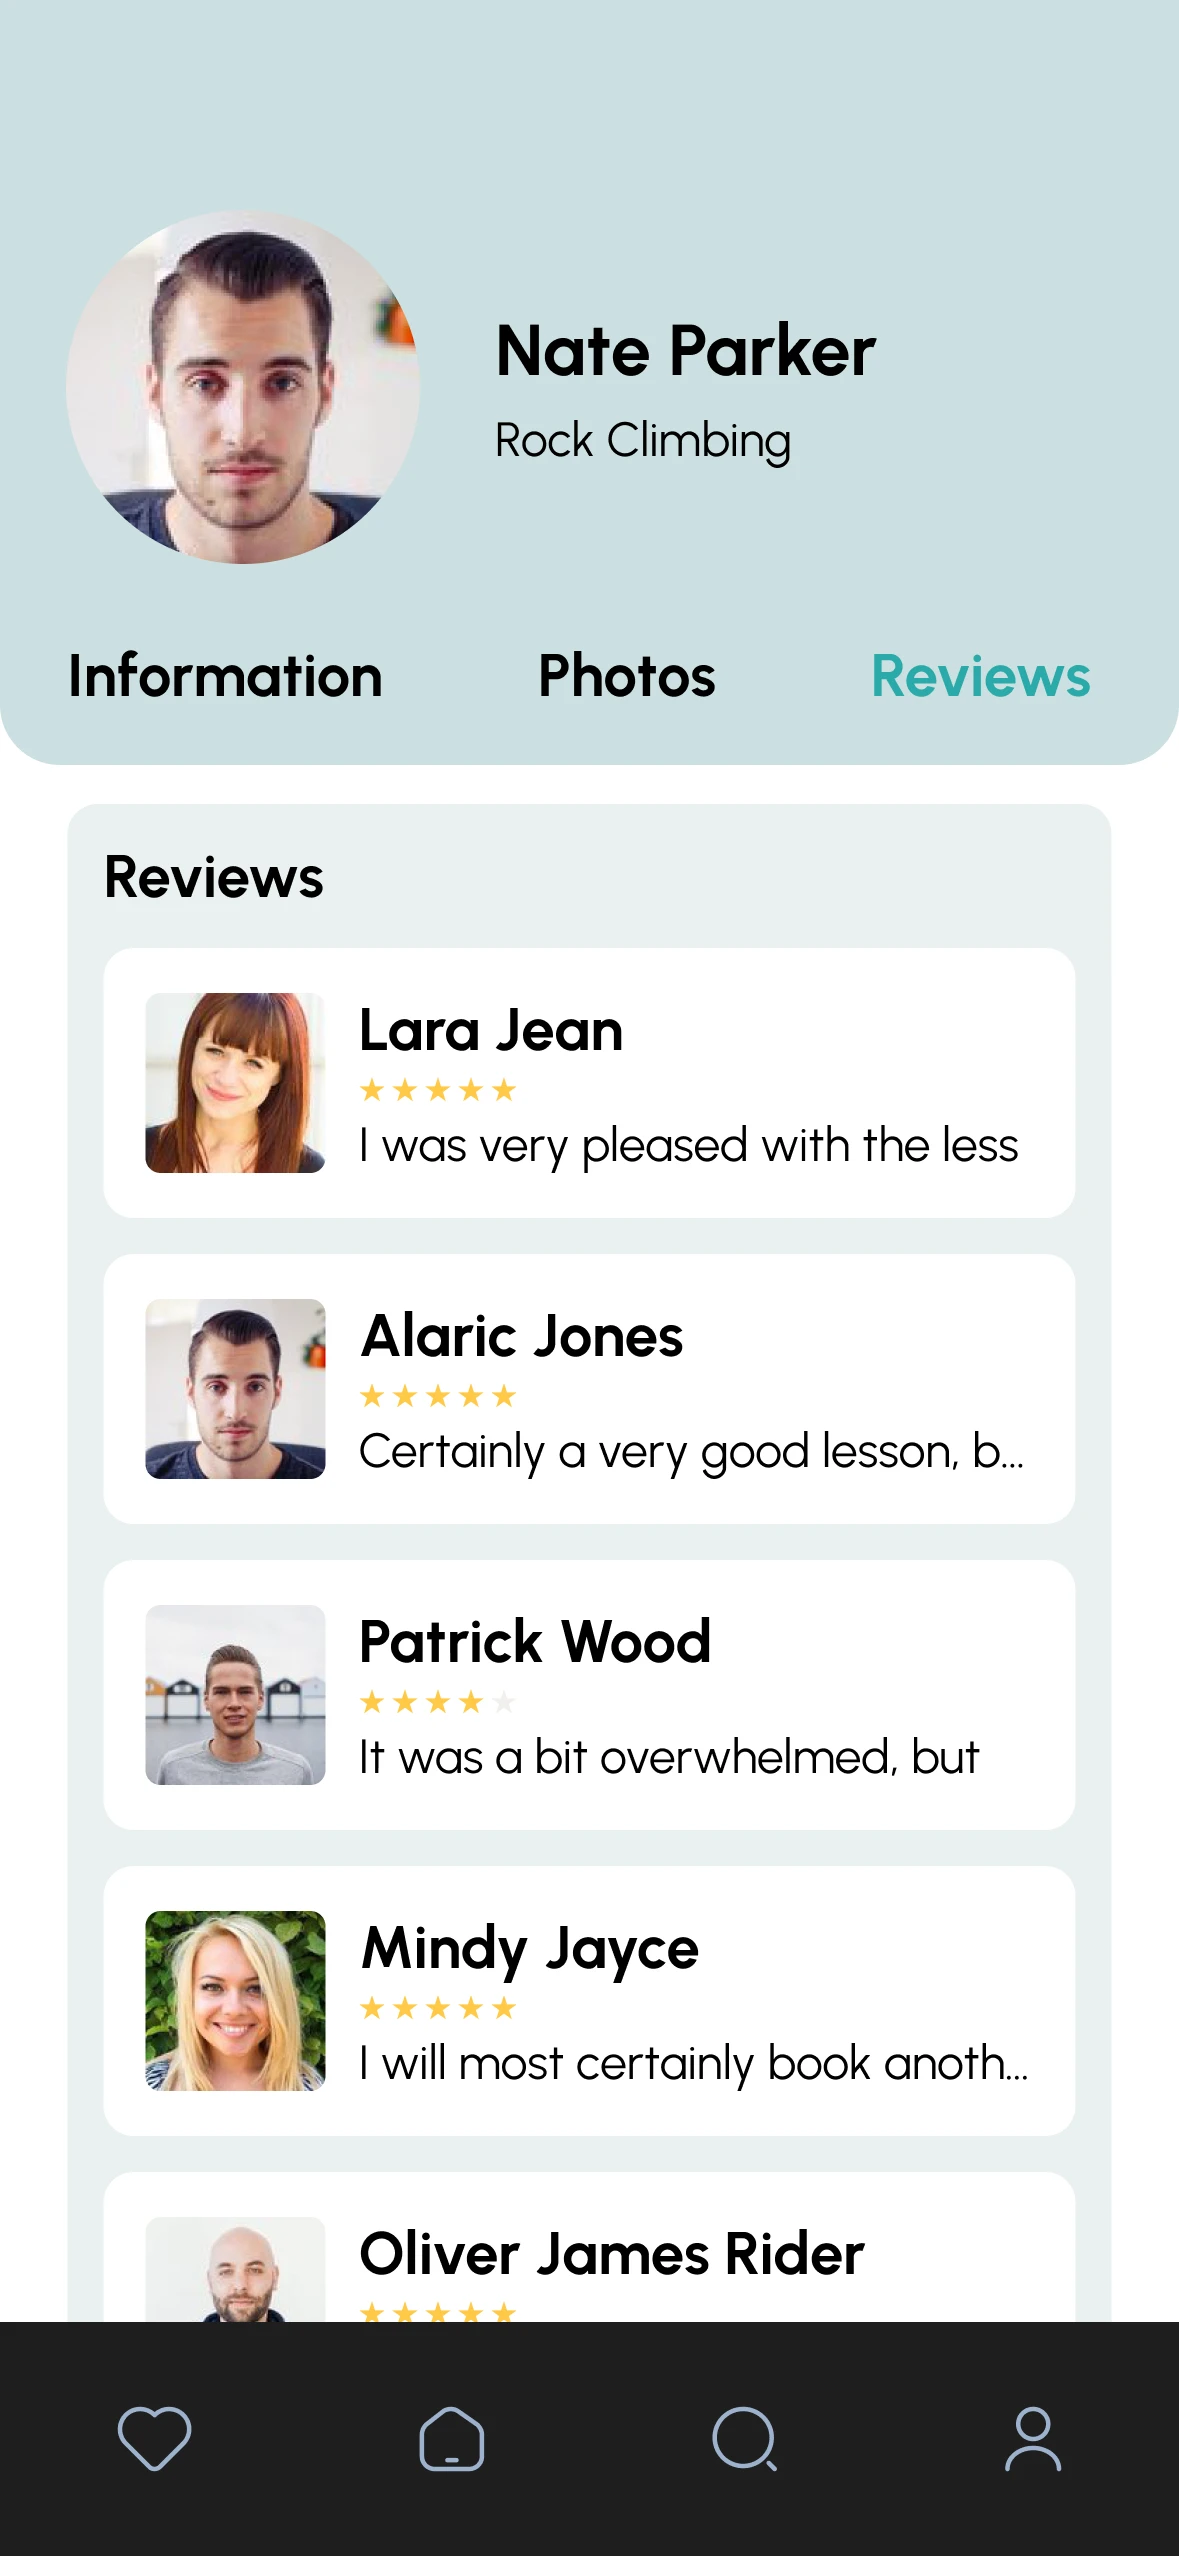 Nate Parker
Rock Climbing
Information Photos Reviews
Reviews
Lara Jean
I was very pleased with the less
Alaric Jones
Certainly a very good lesson, b...
Patrick Wood
It was a bit overwhelmed, but
Mindy Jayce
I will most certainly book anoth...
Oliver James Rider